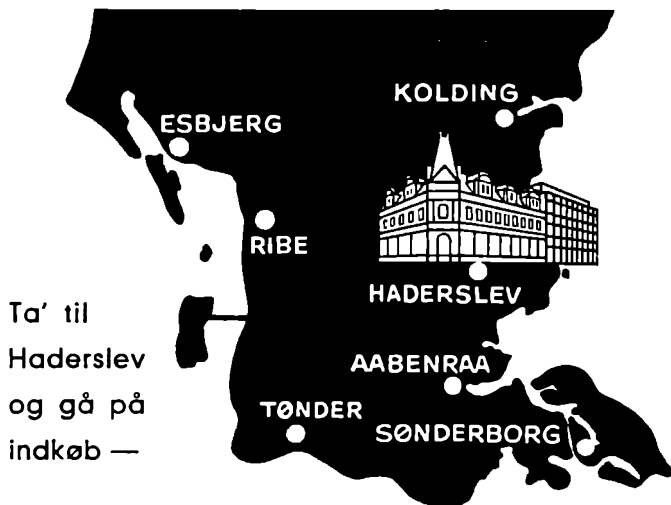 KOLDING
ESBJERG
RIBE
HADERSLEV
Ta' til
Haderslev
og gå på
indkøb —
AABENRAA
TØNDER
SØNDERBORG